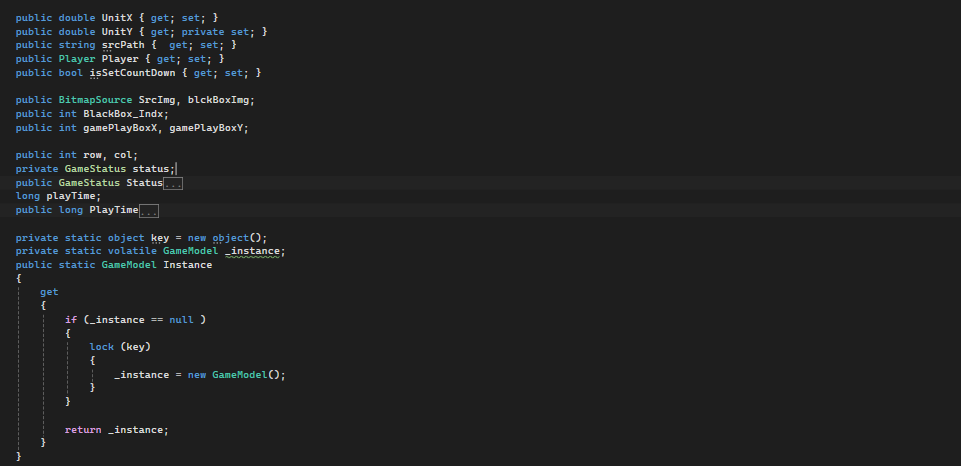 public double UnitX { get; set; }
public double UnitY { get; private set; }
public string srcPath {  get; set; }
public Player Player { get; set; }
public bool isSetCountDown { get; set; }
public BitmapSource SrcImg, blckBoxImg;
public int BlackBox_Indx;
public int gamePlayBoxX, gamePlayBoxY;
public int row, col;
private GameStatus status;
public GameStatus Status...
long playTime;
public long PlayTime...
private static object key = new object();
private static volatile GameModel _instance;
public static GameModel Instance
{
get
{
if (_instance == null )
{
lock (key)
{
_instance = new GameModel();
}
}
return _instance;
}
}